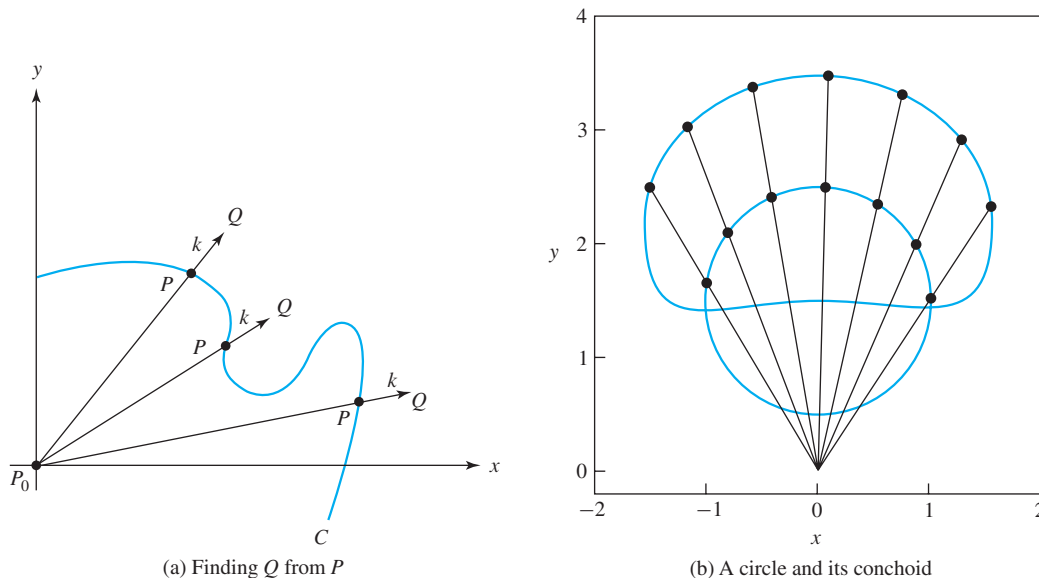 y
Q
k
P
k
Q
P
k
P
Q
P0
x
C
(a) Finding Q from P
4
3
y
2
1
0
−2
−1
0
1
2
x
(b) A circle and its conchoid